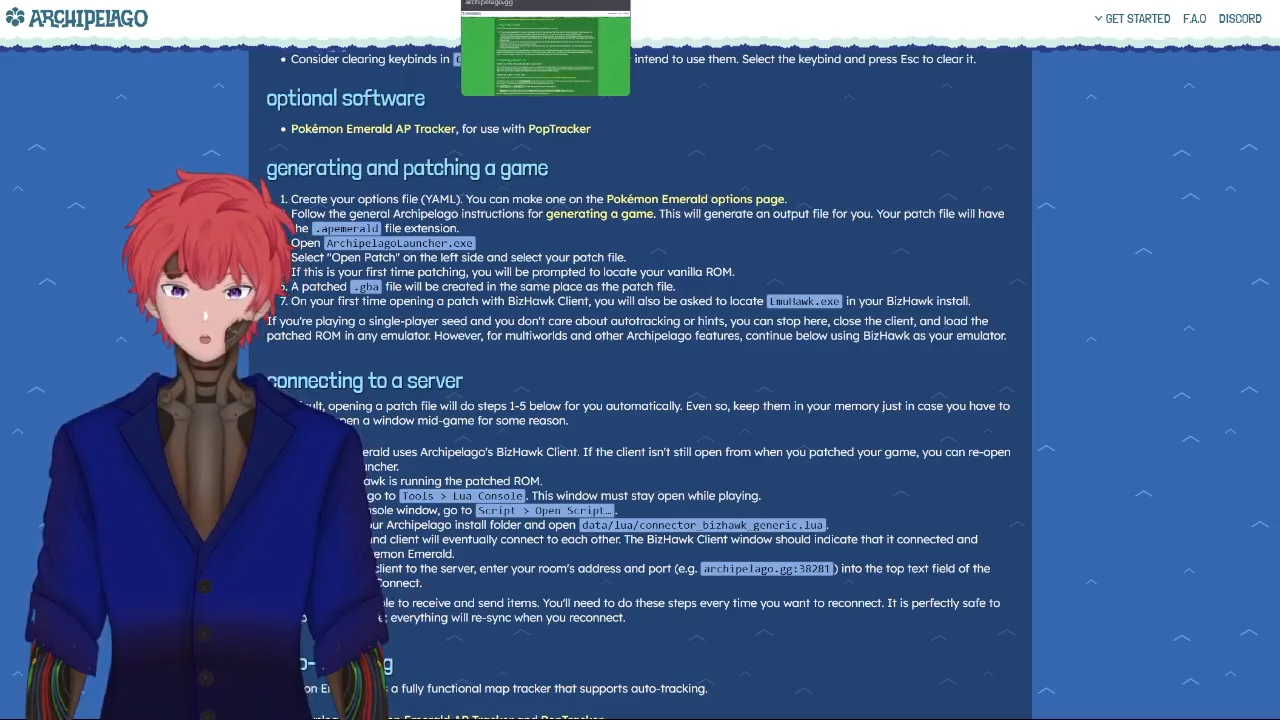 archipelago.gg
ARCHIPELAGO
GET STARTED
DISCORD
Consider clearing keybinds in
intend to use them. Select the keybind and press Esc to clear it.
optional software
Pokémon Emerald AP Tracker, for use with PopTracker
generating and patching a game
1. Create your options file (YAML). You can make one on the Pokémon Emerald options page.
Follow the general Archipelago instructions for generating a game. This will generate an output file for you. Your patch file will have
he .apemerald file extension.
Open ArchipelagoLauncher.exe
Select "Open Patch" on the left side and select your patch file.
If this is your first time patching, you will be prompted to locate your vanilla ROM.
A patched .gba file will be created in the same place as the patch file.
7. On your first time opening a patch with BizHawk Client, you will also be asked to locate EmuHawk.exe in your BizHawk install.
If you're playing a single-player seed and you don't care about autotracking or hints, you can stop here, close the client, and load the
patched ROM in any emulator. However, for multiworlds and other Archipelago features, continue below using BizHawk as your emulator.
connecting to a server
ult, opening a patch file will do steps 1-5 below for you automatically. Even so, keep them in your memory just in case you have to
pen a window mid-game for some reason.
erald uses Archipelago's BizHawk Client. If the client isn't still open from when you patched your game, you can re-open
uncher.
awk is running the patched ROM.
go to Tools > Lua Console. This window must stay open while playing.
nsole window, go to Script > Open Script….
our Archipelago install folder and open data/lua/connector_bizhawk_generic.lua.
and client will eventually connect to each other. The BizHawk Client window should indicate that it connected and
emon Emerald.
client to the server, enter your room's address and port (e.g. archipelago.gg:38281) into the top text field of the
Connect.
ble to receive and send items. You'll need to do these steps every time you want to reconnect. It is perfectly safe to
; everything will re-sync when you reconnect.
s a fully functional map tracker that supports auto-tracking.
on Emerald AP Tracker and PopTracker.